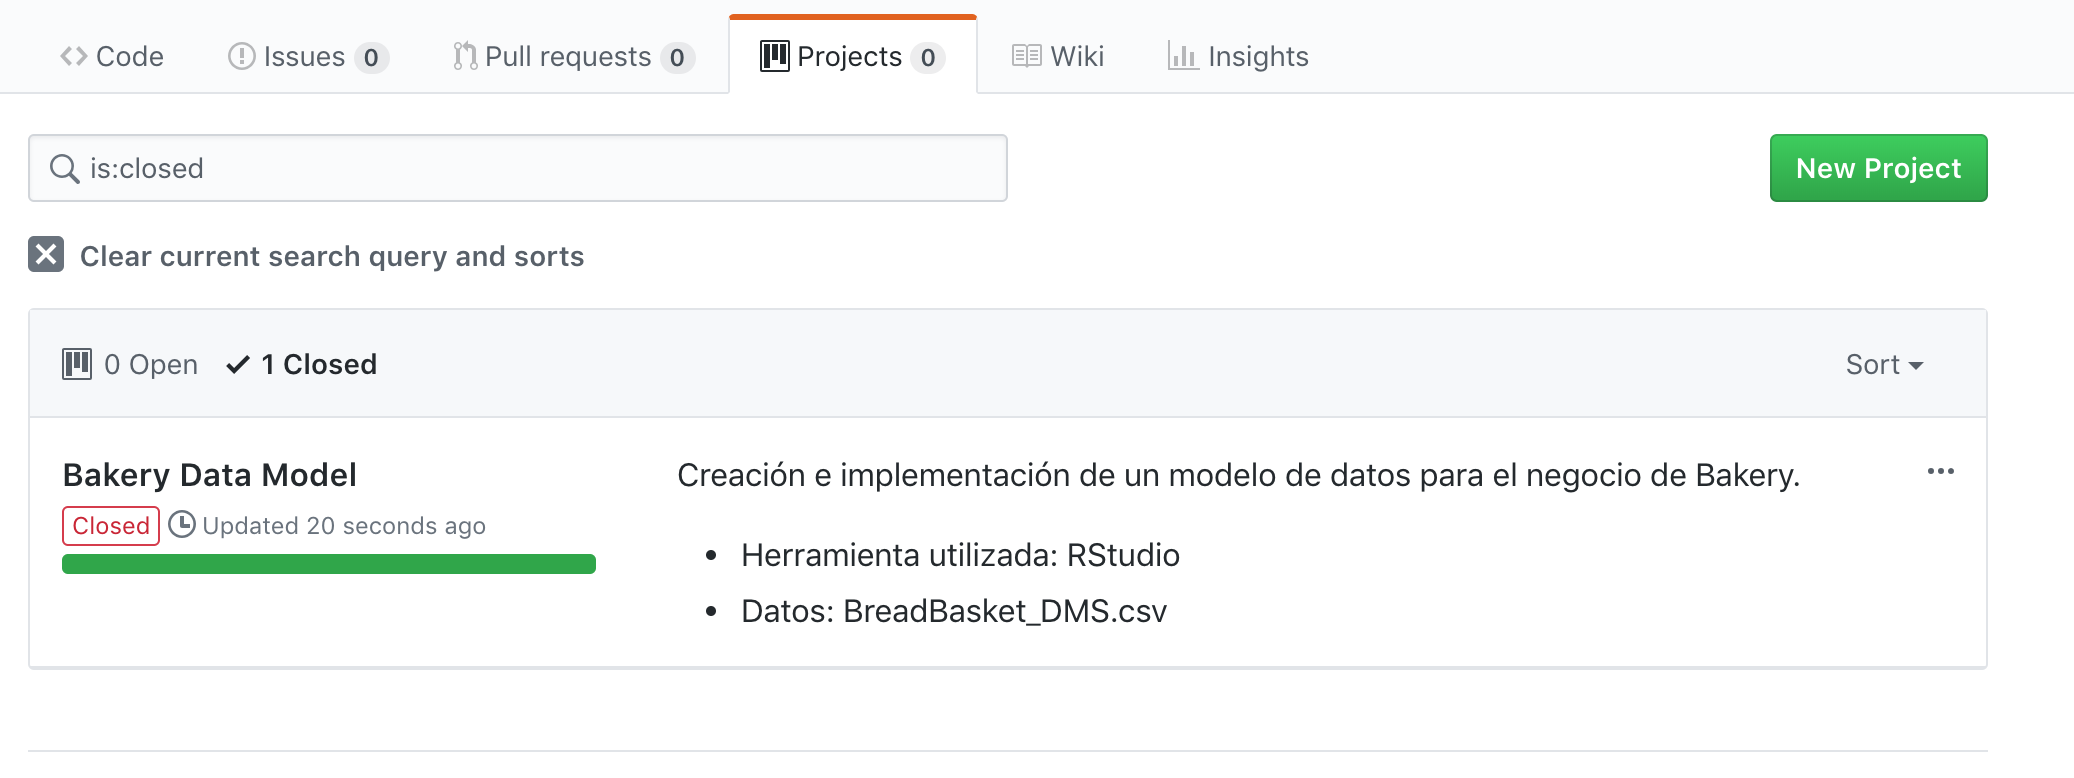 Code Issues 0 Pull requests 0 Projects 0 Wiki Insights
is:closed
New Project
Clear current search query and sorts
0 Open 1 Closed
Sort
Bakery Data Model
Closed Updated 20 seconds ago
Creación e implementación de un modelo de datos para el negocio de Bakery.
• Herramienta utilizada: RStudio
• Datos: BreadBasket_DMS.csv